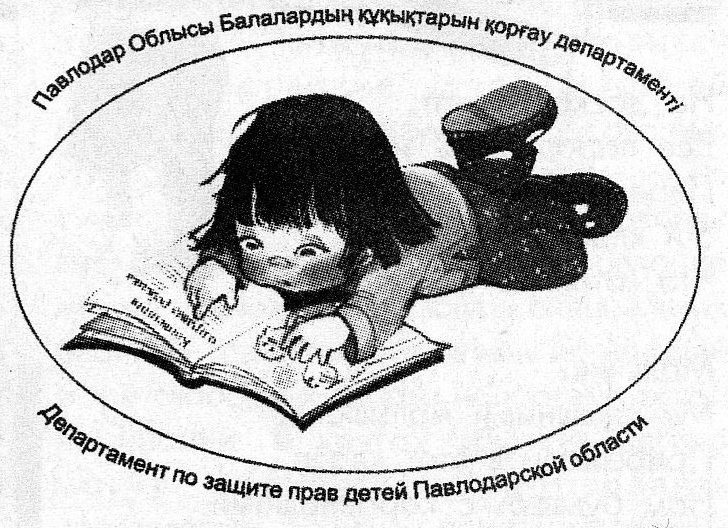 Павлодар Облысы Балалардың құқықтарын қорғау департаменті
Департамент по защите прав детей Павлодарской области